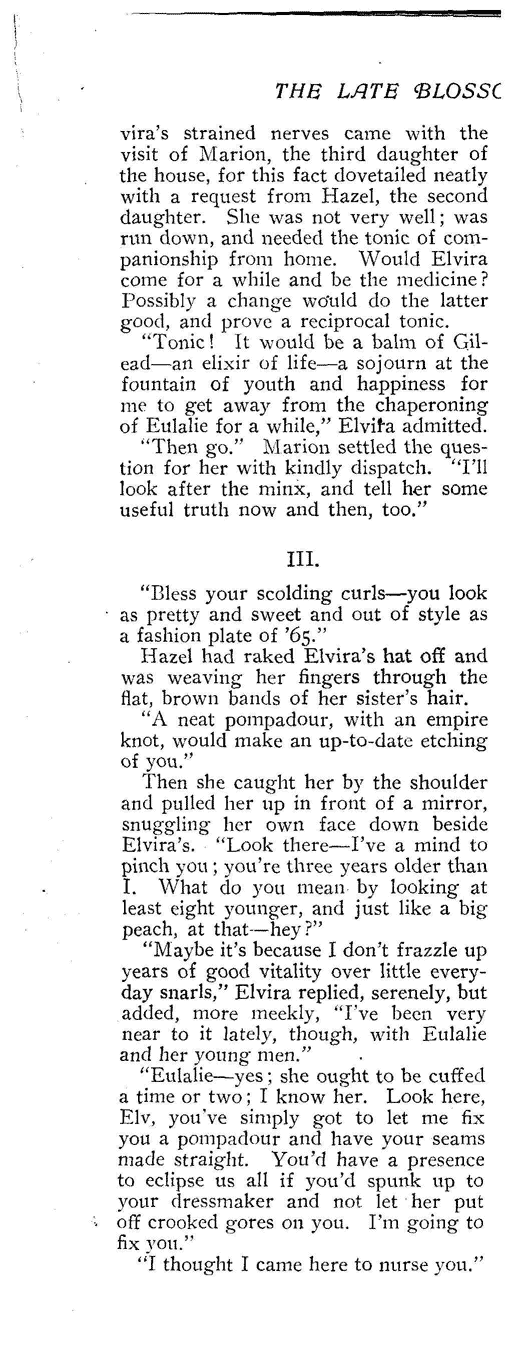 THE LATE BLOSSO
vira's strained nerves came with the
visit of Marion, the third daughter of
the house, for this fact dovetailed neatly
with a request from Hazel, the second
daughter. She was not very well; was
run down, and needed the tonic of com-
panionship from home. Would Elvira
come for a while and be the medicine?
Possibly a change would do the latter
good, and prove a reciprocal tonic.
"Tonic! It would be a balm of Gil-
ead—an elixir of life—a sojourn at the
fountain of youth and happiness for
me to get away from the chaperoning
of Eulalie for a while," Elvira admitted.
"Then go." Marion settled the ques-
tion for her with kindly dispatch. "I'll
look after the minx, and tell her some
useful truth now and then, too."
III.
"Bless your scolding curls—you look
as pretty and sweet and out of style as
a fashion plate of '65."
Hazel had raked Elvira's hat off and
was weaving her fingers through the
flat, brown bands of her sister's hair.
"A neat pompadour, with an empire
knot, would make an up-to-date etching
of you."
Then she caught her by the shoulder
and pulled her up in front of a mirror,
snuggling her own face down beside
Elvira's. "Look there—I've a mind to
pinch you; you're three years older than
I. What do you mean by looking at
least eight younger, and just like a big
peach, at that—hey?"
"Maybe it's because I don't frazzle up
years of good vitality over little every-
day snarls," Elvira replied, serenely, but
added, more meekly, "I've been very
near to it lately, though, with Eulalie
and her young men."
"Eulalie—yes; she ought to be cuffed
a time or two; I know her. Look here,
Elv, you've simply got to let me fix
you a pompadour and have your seams
made straight. You'd have a presence
to eclipse us all if you'd spunk up to
your dressmaker and not let her put
off crooked gores on you. I'm going to
fix you."
"I thought I came here to nurse you."